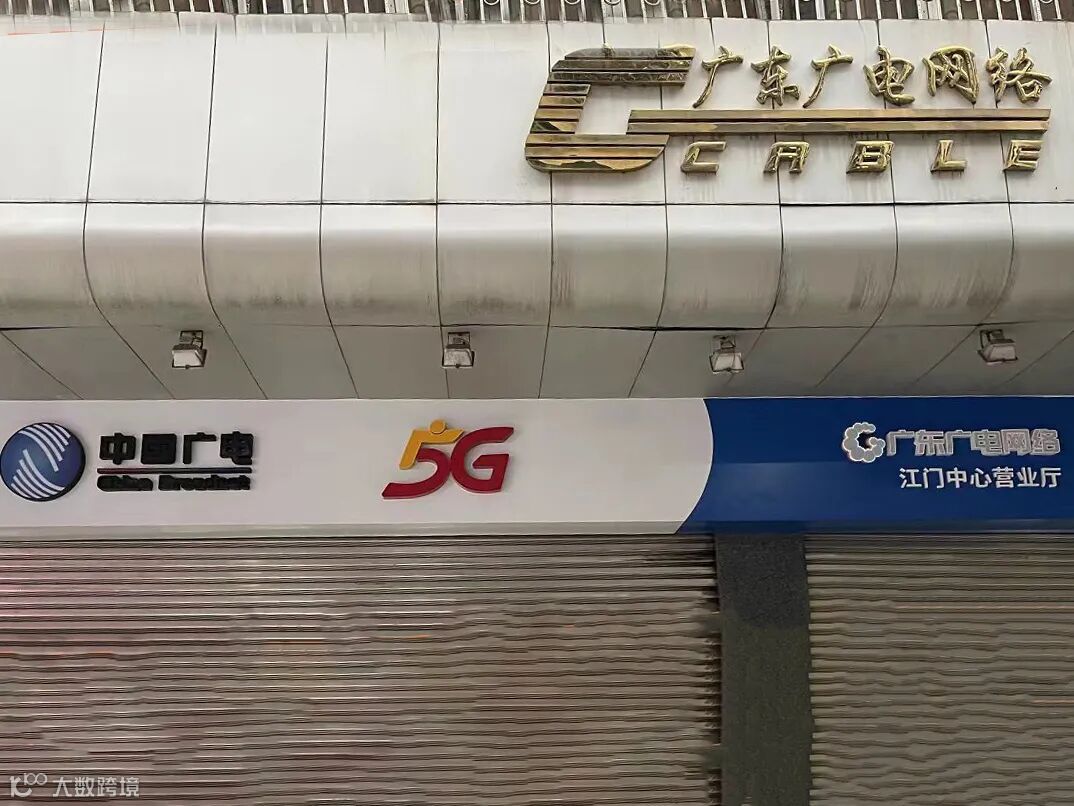 广东广电网络
CABLE
中国广电
China Broadnet
5G
广东广电网络
江门中心营业厅
大数跨境